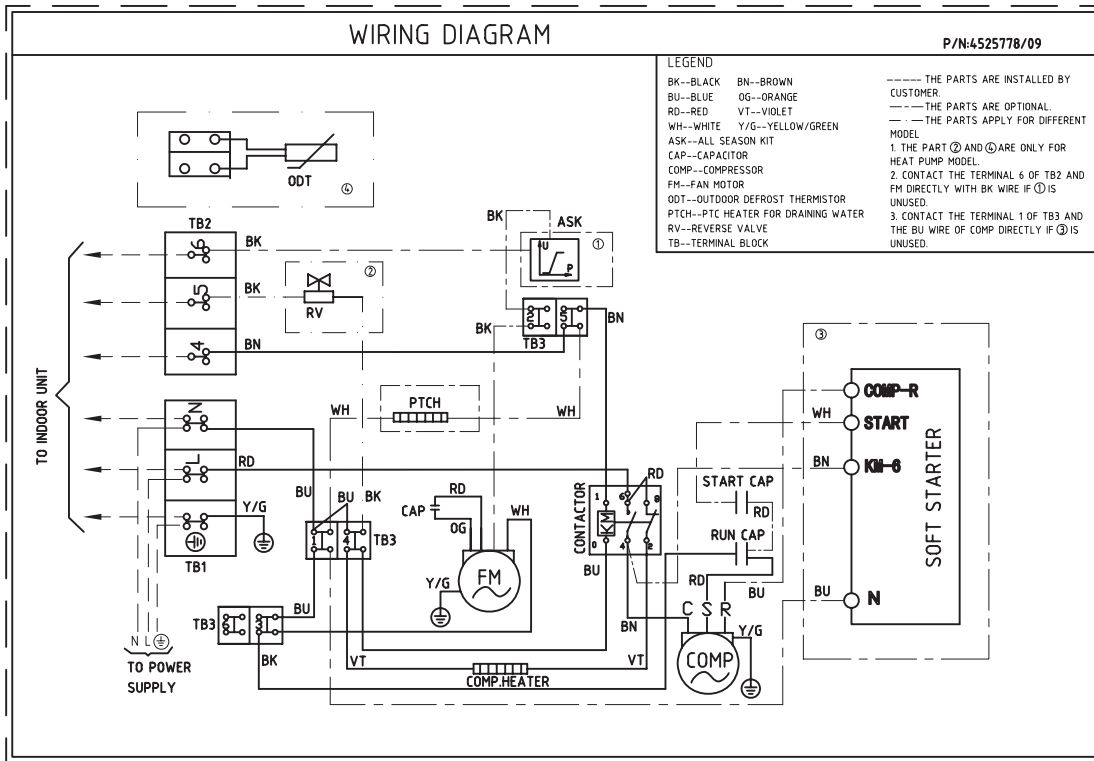 WIRING DIAGRAM
P/N:4525778/09
LEGEND
BK--BLACK BN--BROWN
BU--BLUE OG--ORANGE
RD--RED VT--VIOLET
WH--WHITE Y/G--YELLOW/GREEN
ASK--ALL SEASON KIT
CAP--CAPACITOR
COMP--COMPRESSOR
FM--FAN MOTOR
ODT--OUTDOOR DEFROST THERMISTOR
PTCH--PTC HEATER FOR DRAINING WATER
RV--REVERSE VALVE
TB--TERMINAL BLOCK
THE PARTS ARE INSTALLED BY
CUSTOMER.
THE PARTS ARE OPTIONAL.
THE PARTS APPLY FOR DIFFERENT
MODEL
1. THE PART ② AND ④ ARE ONLY FOR
HEAT PUMP MODEL.
2. CONTACT THE TERMINAL 6 OF TB2 AND
FM DIRECTLY WITH BK WIRE IF ① IS
UNUSED.
3. CONTACT THE TERMINAL 1 OF TB3 AND
THE BU WIRE OF COMP DIRECTLY IF ③ IS
UNUSED.
ODT
④
TB2
6
BK
5
BK
4
BN
②
RV
BK
ASK
①
U
P
BK
2
5
BN
TB3
TO INDOOR UNIT
N
L
RD
Y/G
TB1
BU
WH
PTCH
WH
BU BK
1
4
TB3
RD
CAP
OG
WH
FM
Y/G
TB3
6
3
BU
BK
N L
TO POWER
SUPPLY
VT
COMP.HEATER
VT
CONTACTOR
1
6
8
RD
KM
0
4
2
BU
BN
START CAP
RD
RUN CAP
RD
BU
C S R
Y/G
COMP
③
COMP-R
WH
START
BN
KM-6
BU
N
SOFT STARTER